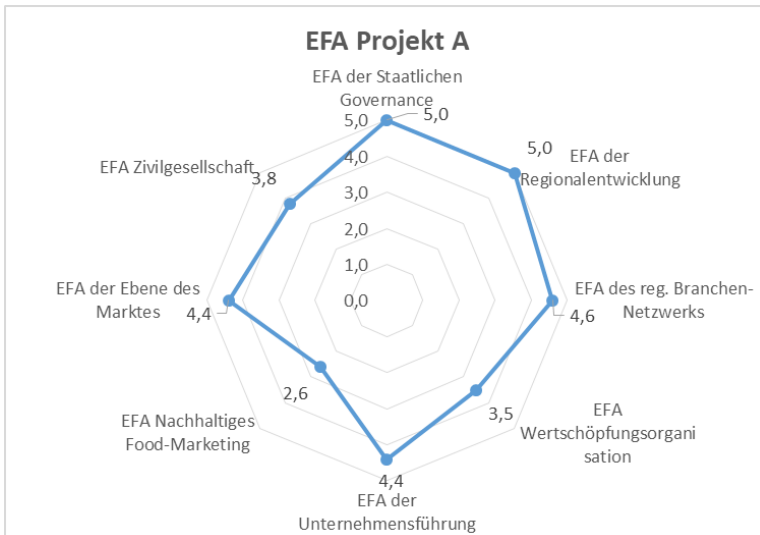 EFA Projekt A
EFA der Staatlichen
Governance
5,0
5,0
5,0
EFA der
Regionalentwicklung
EFA Zivilgesellschaft
3,8
4,0
3,0
2,0
1,0
0,0
EFA der Ebene des
Marktes
4,4
EFA des reg. Branchen-
Netzwerks
4,6
2,6
EFA Nachhaltiges
Food-Marketing
3,5
EFA
Wertschöpfungsorgani
sation
4,4
EFA der
Unternehmensführung